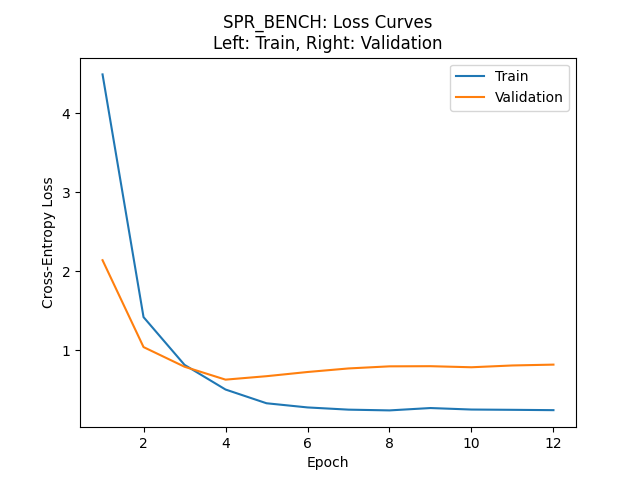 SPR_BENCH: Loss Curves
Left: Train, Right: Validation
Train
Validation
Cross-Entropy Loss
4
3
2
1
2
4
6
8
10
12
Epoch